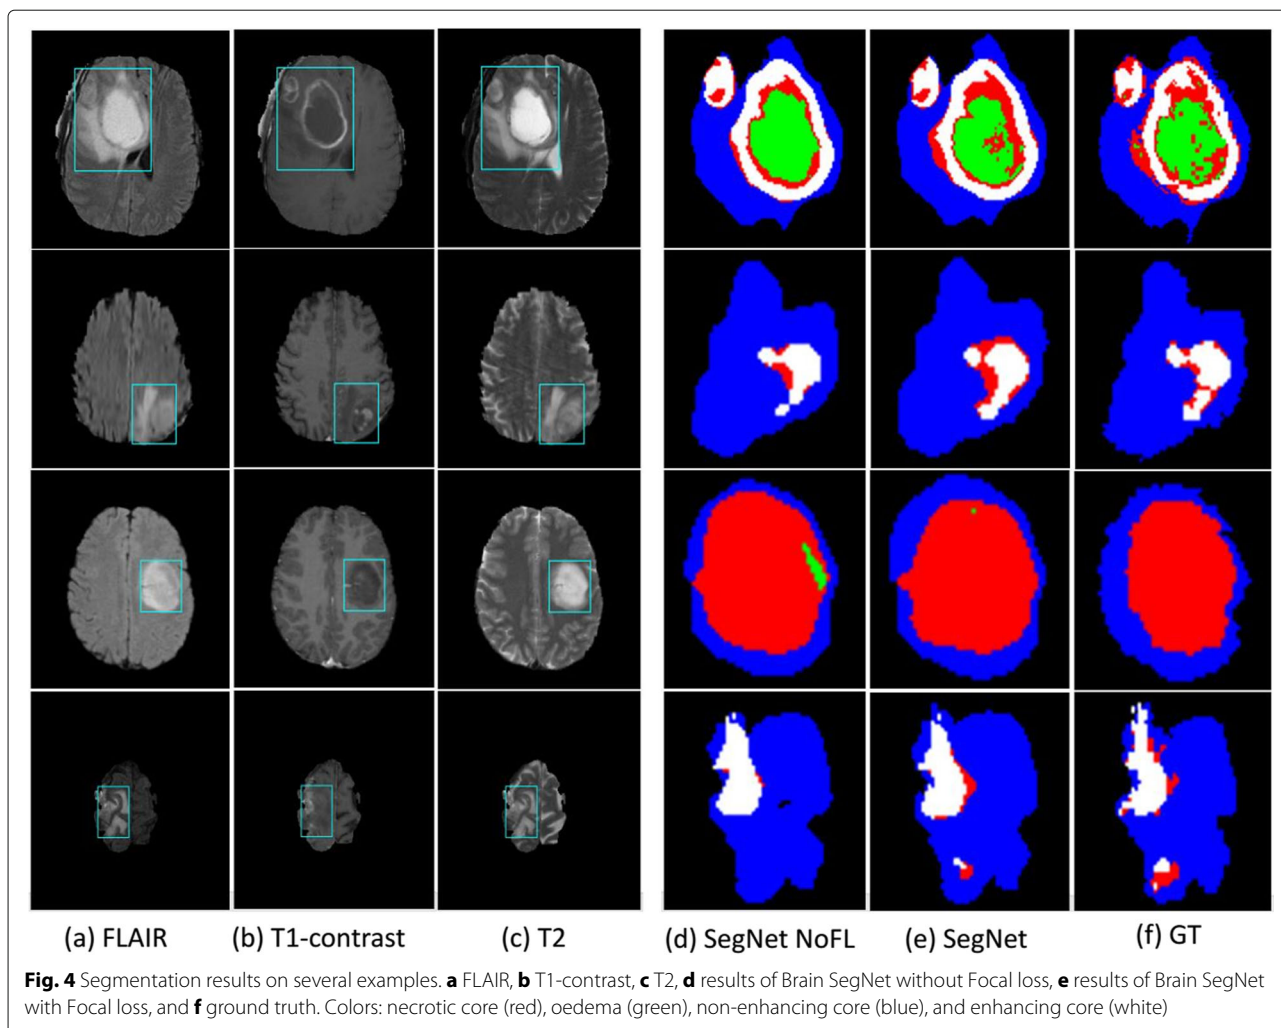 (a) FLAIR (b) T1-contrast (c) T2 (d) SegNet NoFL (e) SegNet (f) GT
Fig. 4 Segmentation results on several examples. a FLAIR, b T1-contrast, c T2, d results of Brain SegNet without Focal loss, e results of Brain SegNet
with Focal loss, and f ground truth. Colors: necrotic core (red), oedema (green), non-enhancing core (blue), and enhancing core (white)